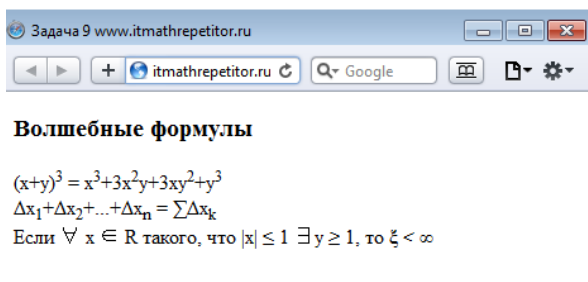 Задача 9 www.itmathrepetitor.ru
itmathrepetitor.ru
Google
Волшебные формулы
(x+y)³ = x³+3x²y+3xy²+y³
Δx₁+Δx₂+...+Δxₙ = ∑Δxₖ
Если ∀ x ∈ R такого, что |x| ≤ 1 ∃ y ≥ 1, то ξ < ∞